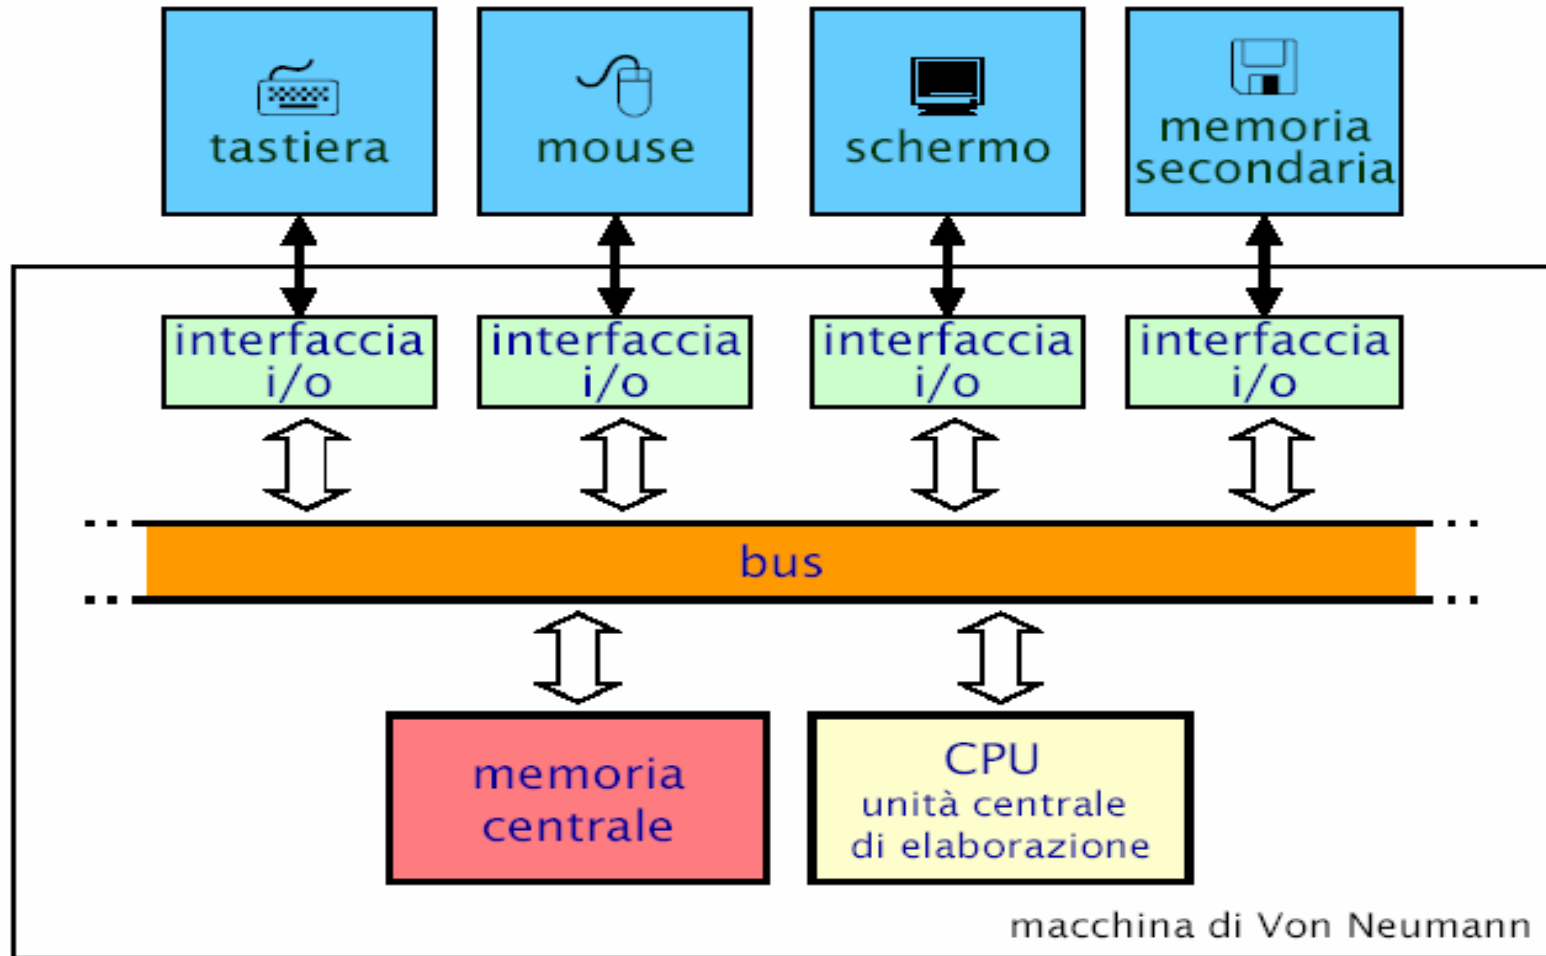 tastiera
mouse
schermo
memoria
secondaria
interfaccia
i/o
interfaccia
i/o
interfaccia
i/o
interfaccia
i/o
bus
memoria
centrale
CPU
unità centrale
di elaborazione
macchina di Von Neumann